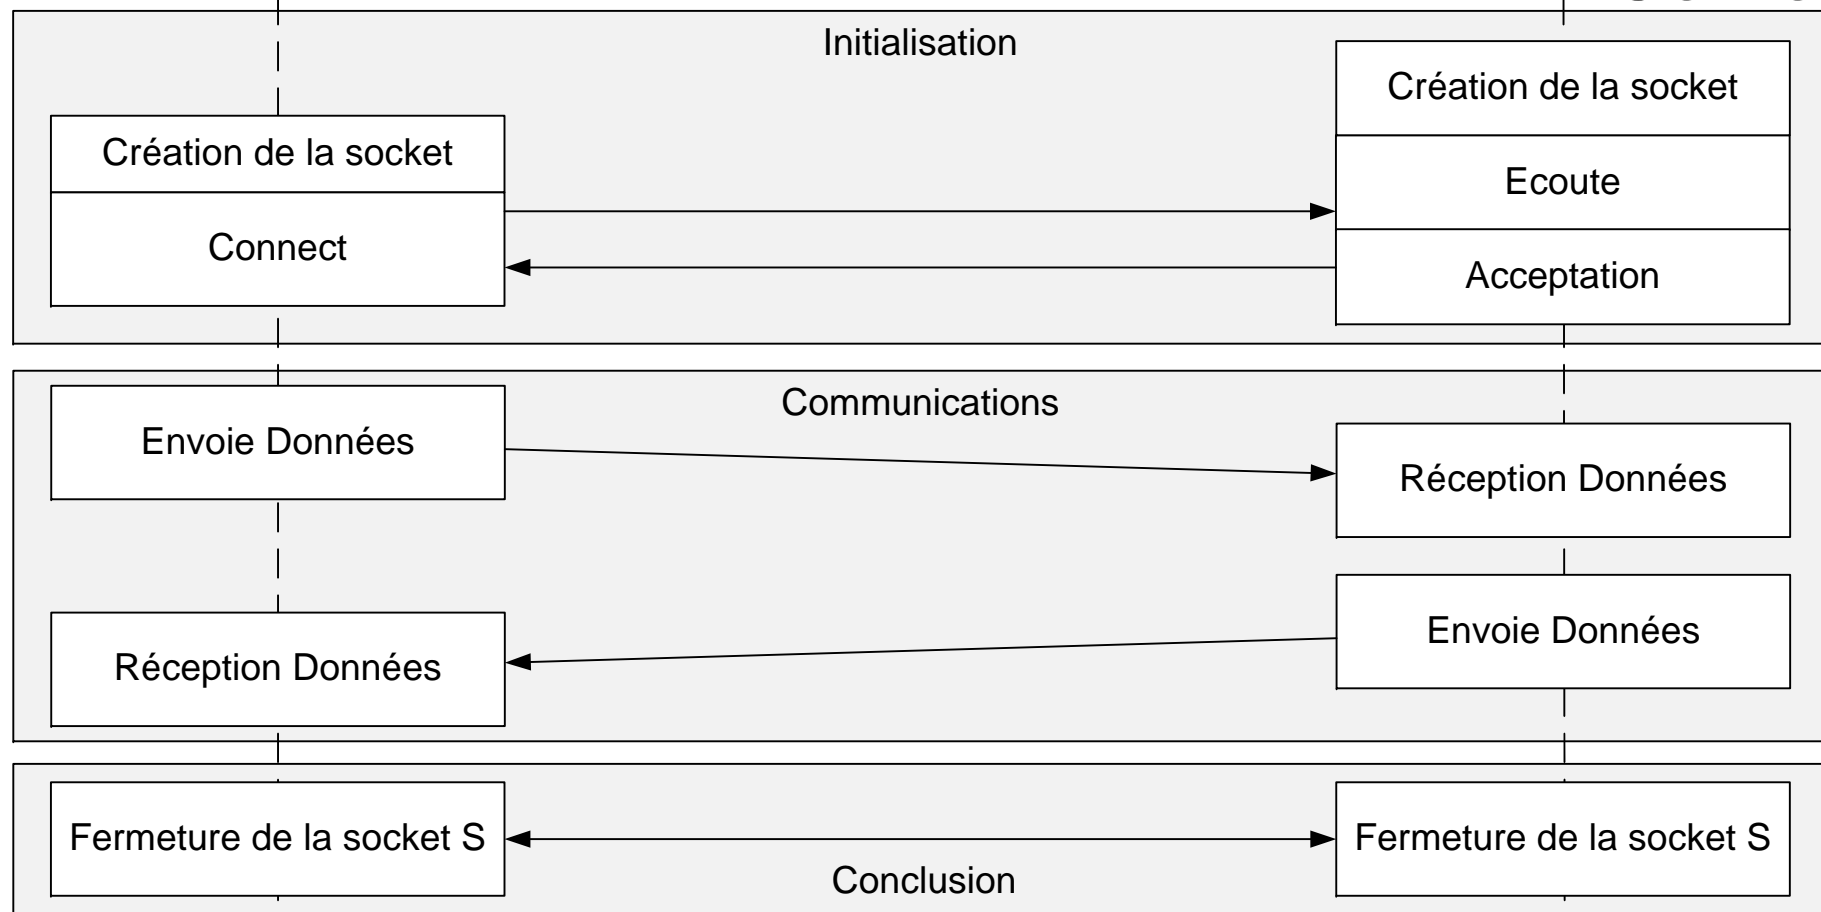 Initialisation
Création de la socket
Création de la socket
Ecoute
Connect
Acceptation
Communications
Envoie Données
Réception Données
Envoie Données
Réception Données
Fermeture de la socket S
Fermeture de la socket S
Conclusion